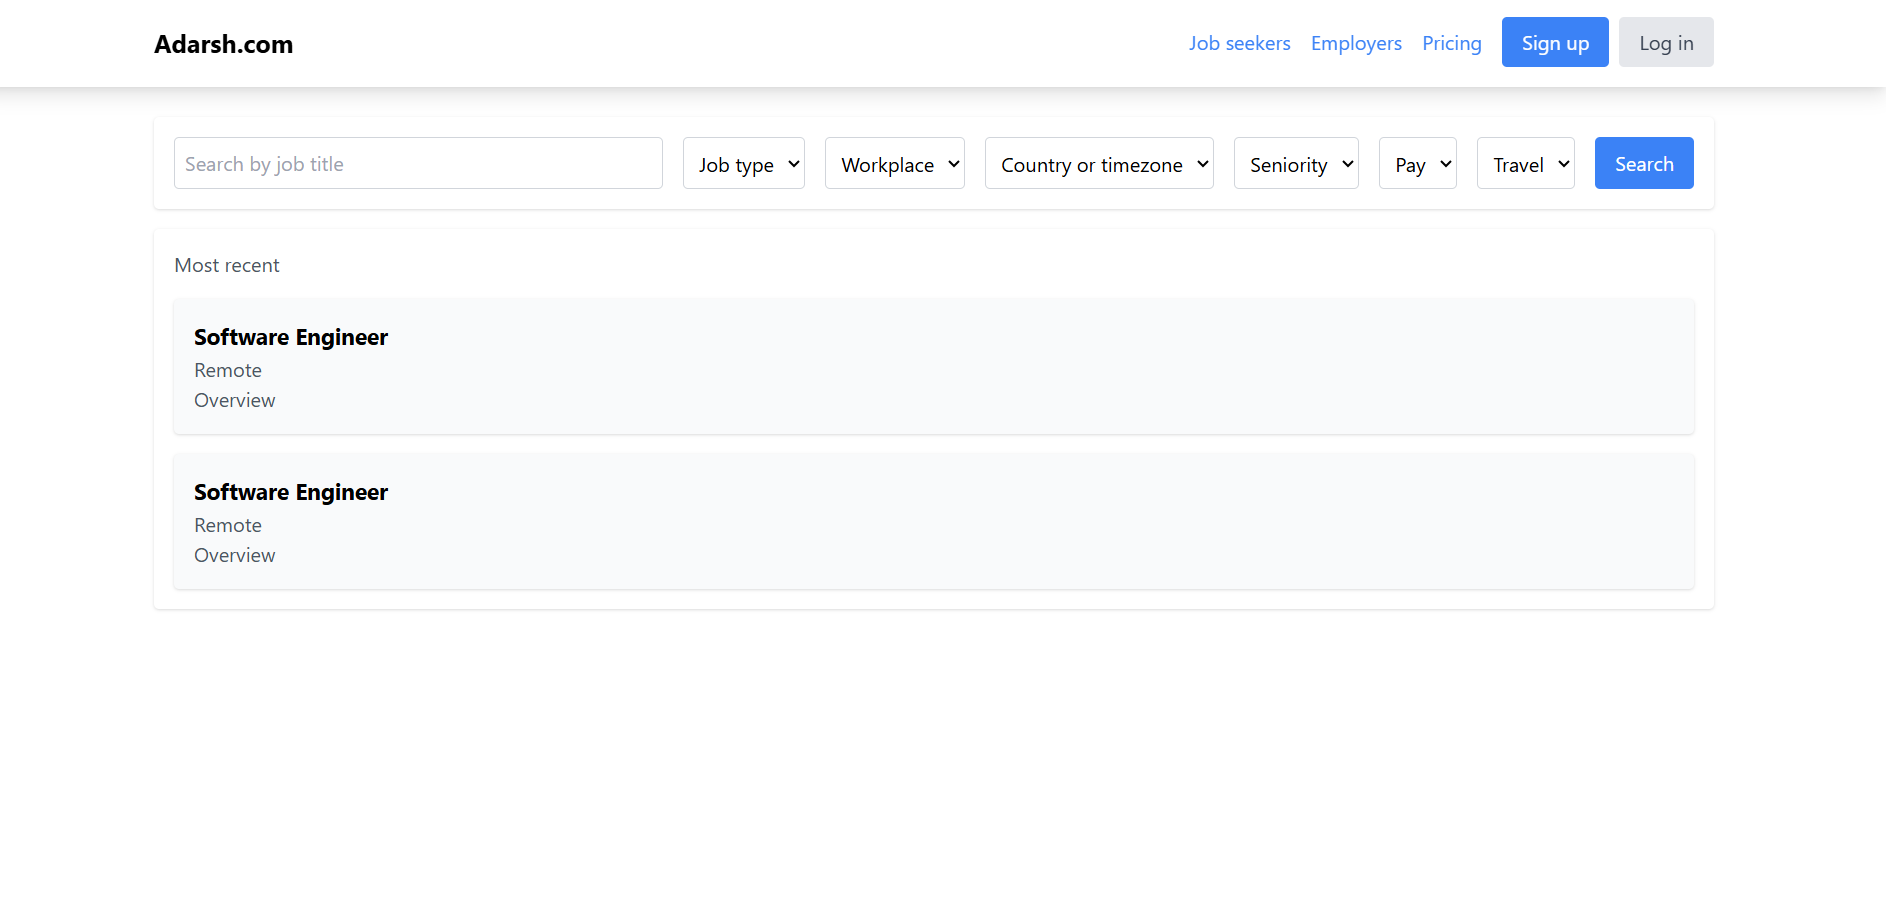 Adarsh.com Job seekers Employers Pricing Sign up Log in
Search by job title Job type Workplace Country or timezone Seniority Pay Travel Search
Most recent
Software Engineer
Remote
Overview
Software Engineer
Remote
Overview